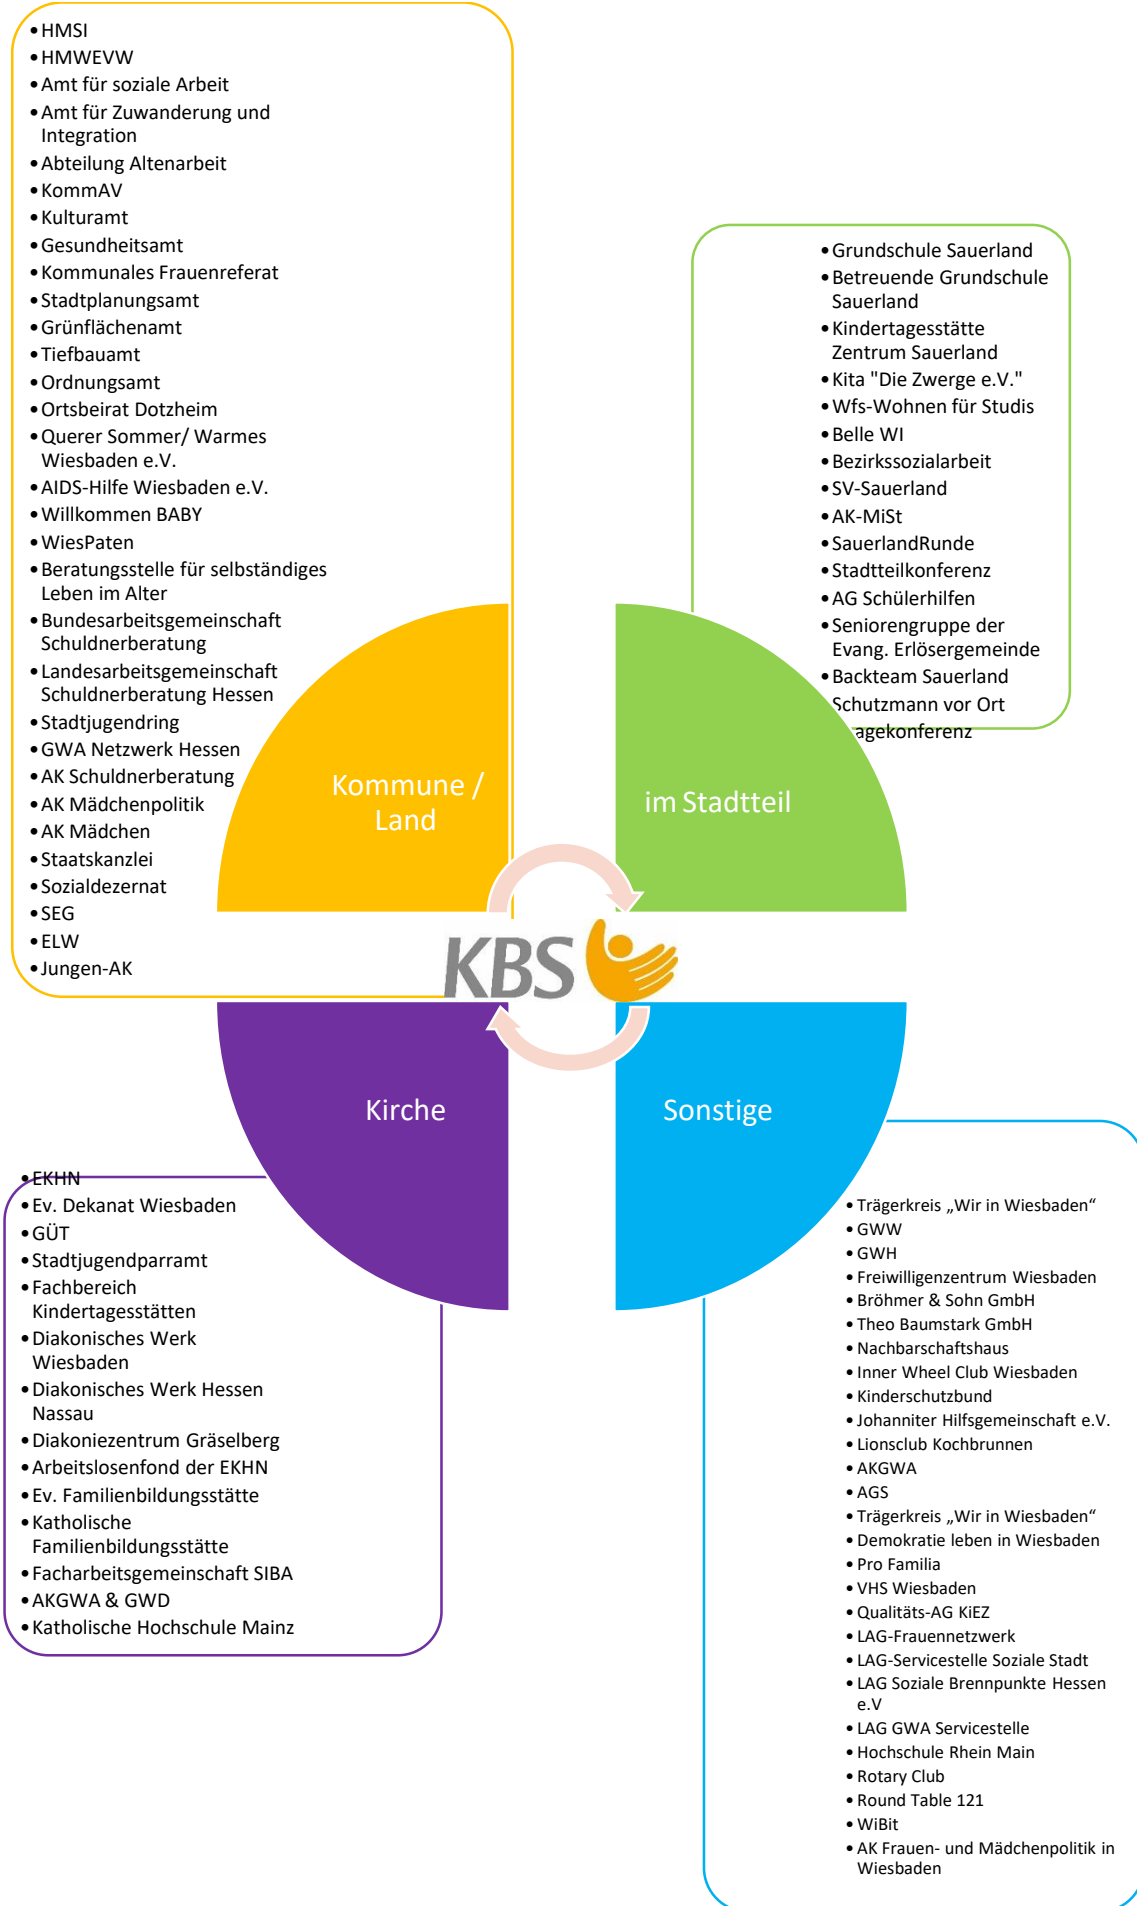 •HMSI
•HMWEVW
•Amt für soziale Arbeit
•Amt für Zuwanderung und
Integration
•Abteilung Altenarbeit
•KommAV
•Kulturamt
•Gesundheitsamt
•Kommunales Frauenreferat
•Stadtplanungsamt
•Grünflächenamt
•Tiefbauamt
•Ordnungsamt
•Ortsbeirat Dotzheim
•Querer Sommer/ Warmes
Wiesbaden e.V.
•AIDS-Hilfe Wiesbaden e.V.
•Willkommen BABY
•WiesPaten
•Beratungsstelle für selbständiges
Leben im Alter
•Bundesarbeitsgemeinschaft
Schuldnerberatung
•Landesarbeitsgemeinschaft
Schuldnerberatung Hessen
•Stadtjugendring
•GWA Netzwerk Hessen
•AK Schuldnerberatung
•AK Mädchenpolitik
•AK Mädchen
•Staatskanzlei
•Sozialdezernat
•SEG
•ELW
•Jungen-AK
•Grundschule Sauerland
•Betreuende Grundschule
Sauerland
•Kindertagesstätte
Zentrum Sauerland
•Kita "Die Zwerge e.V."
•Wfs-Wohnen für Studis
•Belle WI
•Bezirkssozialarbeit
•SV-Sauerland
•AK-MiSt
•SauerlandRunde
•Stadtteilkonferenz
•AG Schülerhilfen
•Seniorengruppe der
Evang. Erlösergemeinde
•Backteam Sauerland
Schutzmann vor Ort
agekonferenz
Kommune /
Land
im Stadtteil
KBS
Kirche
Sonstige
•EKHN
•Ev. Dekanat Wiesbaden
•GÜT
•Stadtjugendparramt
•Fachbereich
Kindertagesstätten
•Diakonisches Werk
Wiesbaden
•Diakonisches Werk Hessen
Nassau
•Diakoniezentrum Gräselberg
•Arbeitslosenfond der EKHN
•Ev. Familienbildungsstätte
•Katholische
Familienbildungsstätte
•Facharbeitsgemeinschaft SIBA
•AKGWA & GWD
•Katholische Hochschule Mainz
•Trägerkreis „Wir in Wiesbaden“
•GWW
•GWH
•Freiwilligenzentrum Wiesbaden
•Bröhmer & Sohn GmbH
•Theo Baumstark GmbH
•Nachbarschaftshaus
•Inner Wheel Club Wiesbaden
•Kinderschutzbund
•Johanniter Hilfsgemeinschaft e.V.
•Lionsclub Kochbrunnen
•AKGWA
•AGS
•Trägerkreis „Wir in Wiesbaden“
•Demokratie leben in Wiesbaden
•Pro Familia
•VHS Wiesbaden
•Qualitäts-AG KiEZ
•LAG-Frauennetzwerk
•LAG-Servicestelle Soziale Stadt
•LAG Soziale Brennpunkte Hessen
e.V
•LAG GWA Servicestelle
•Hochschule Rhein Main
•Rotary Club
•Round Table 121
•WiBit
•AK Frauen- und Mädchenpolitik in
Wiesbaden